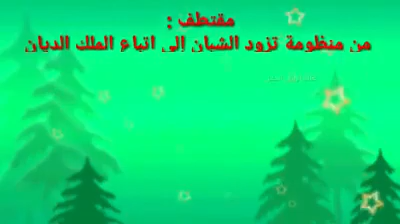 مقتطف :
من منظومة تزود الشبان إلى اتباع الملك الديان